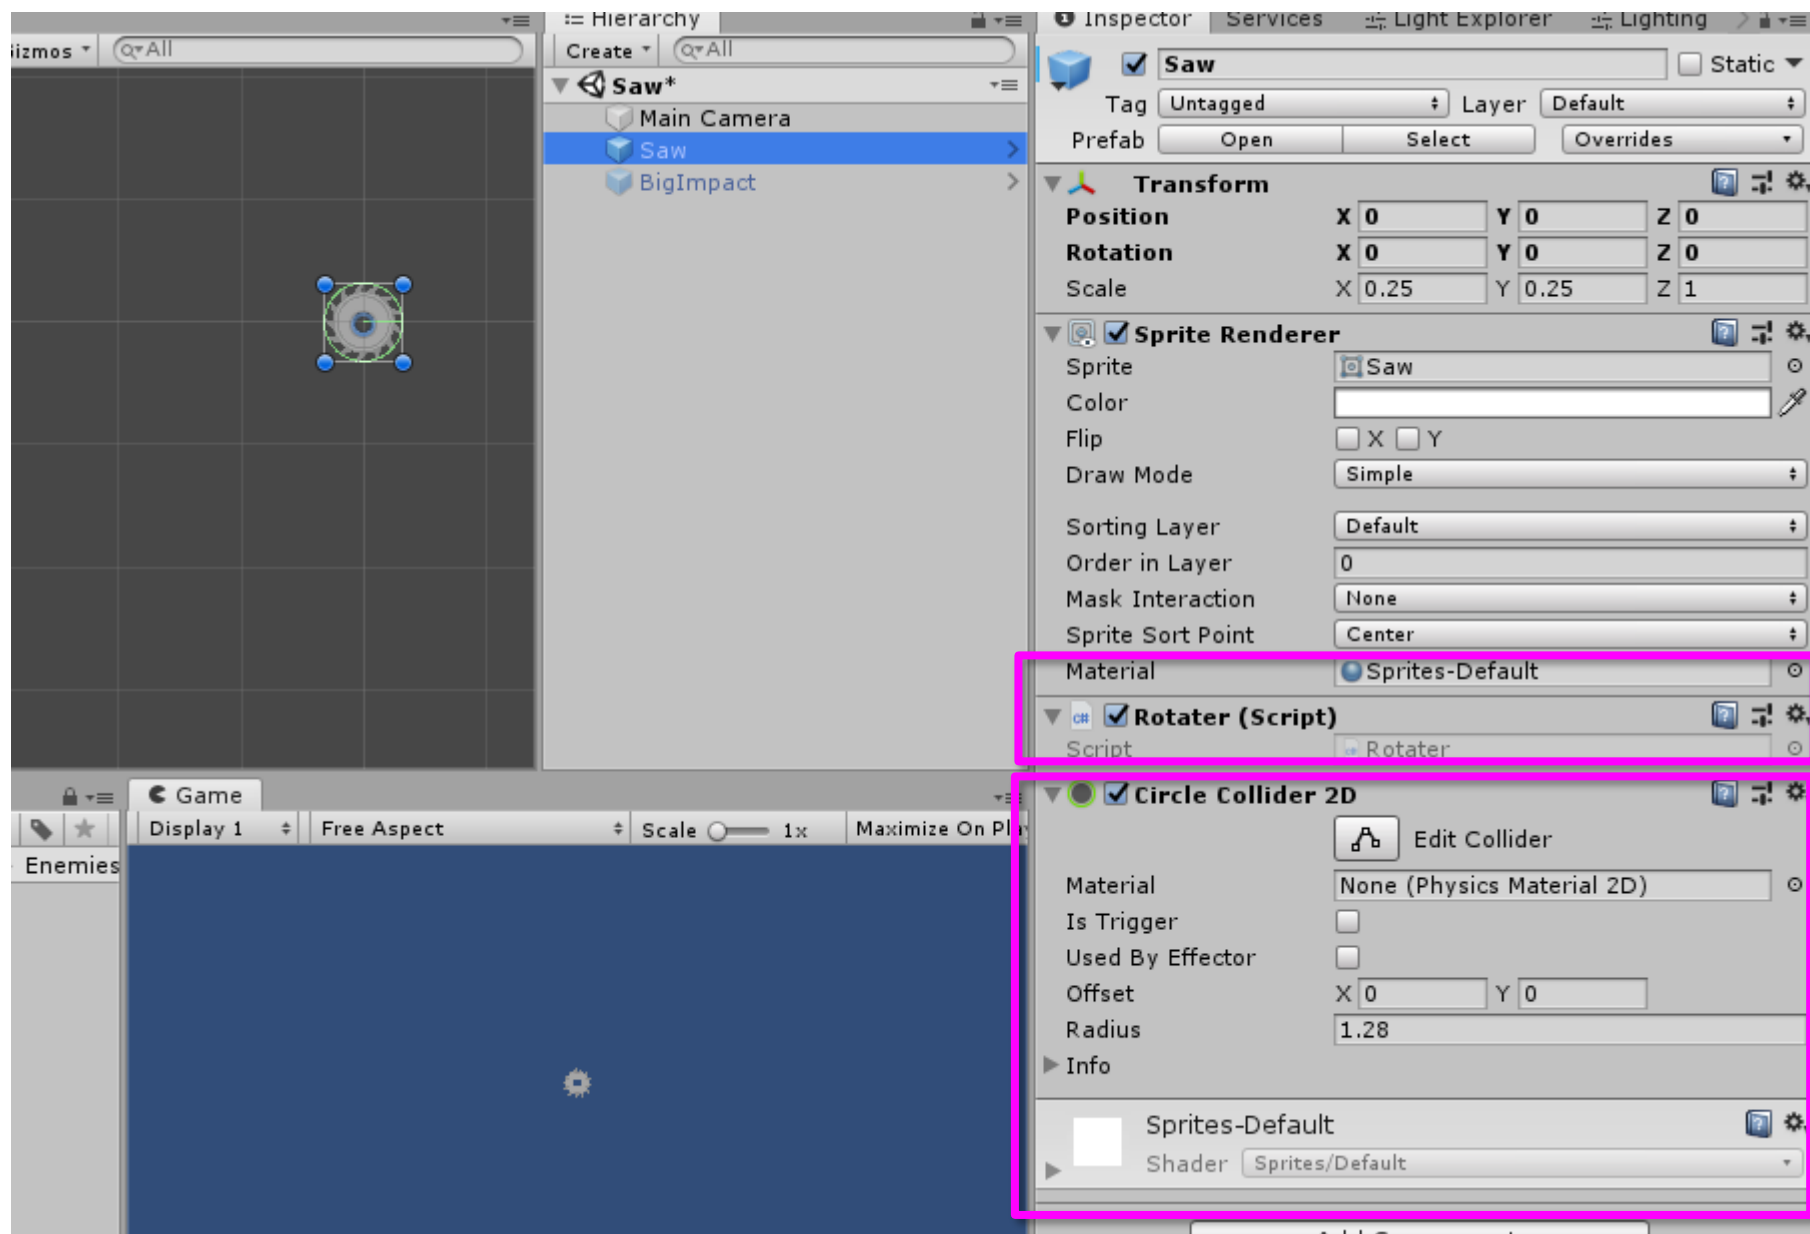 Gizmos
All
Hierarchy
Create
All
Saw*
Main Camera
Saw
BigImpact
Inspector
Services
Light Explorer
Lighting
Saw
Static
Tag Untagged
Layer Default
Prefab Open Select Overrides
Transform
Position X 0 Y 0 Z 0
Rotation X 0 Y 0 Z 0
Scale X 0.25 Y 0.25 Z 1
Sprite Renderer
Sprite Saw
Color
Flip X Y
Draw Mode Simple
Sorting Layer Default
Order in Layer 0
Mask Interaction None
Sprite Sort Point Center
Material Sprites-Default
C# Rotater (Script)
Script Rotater
Circle Collider 2D
Edit Collider
Material None (Physics Material 2D)
Is Trigger
Used By Effector
Offset X 0 Y 0
Radius 1.28
Info
Sprites-Default
Shader Sprites/Default
Game
Display 1 Free Aspect Scale 1x Maximize On Play
Enemies